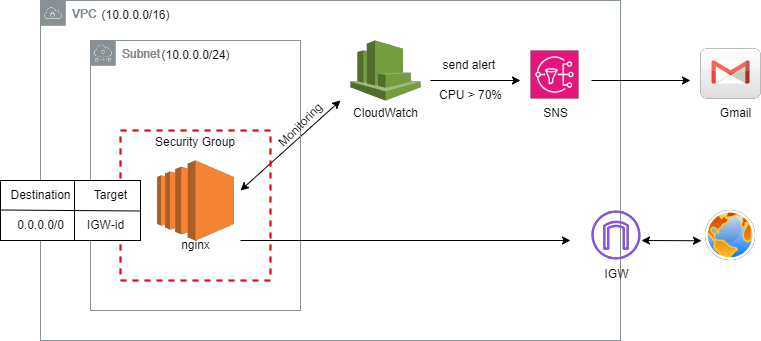 VPC (10.0.0.0/16)
Subnet (10.0.0.0/24)
send alert
CPU > 70%
CloudWatch
SNS
Gmail
Monitoring
Security Group
Destination Target
0.0.0.0/0 IGW-id
nginx
IGW